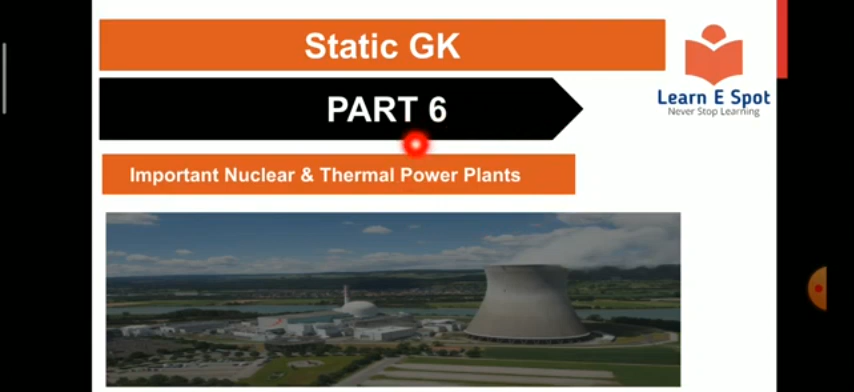 Static GK
PART 6
Learn E Spot
Never Stop Learning
Important Nuclear & Thermal Power Plants